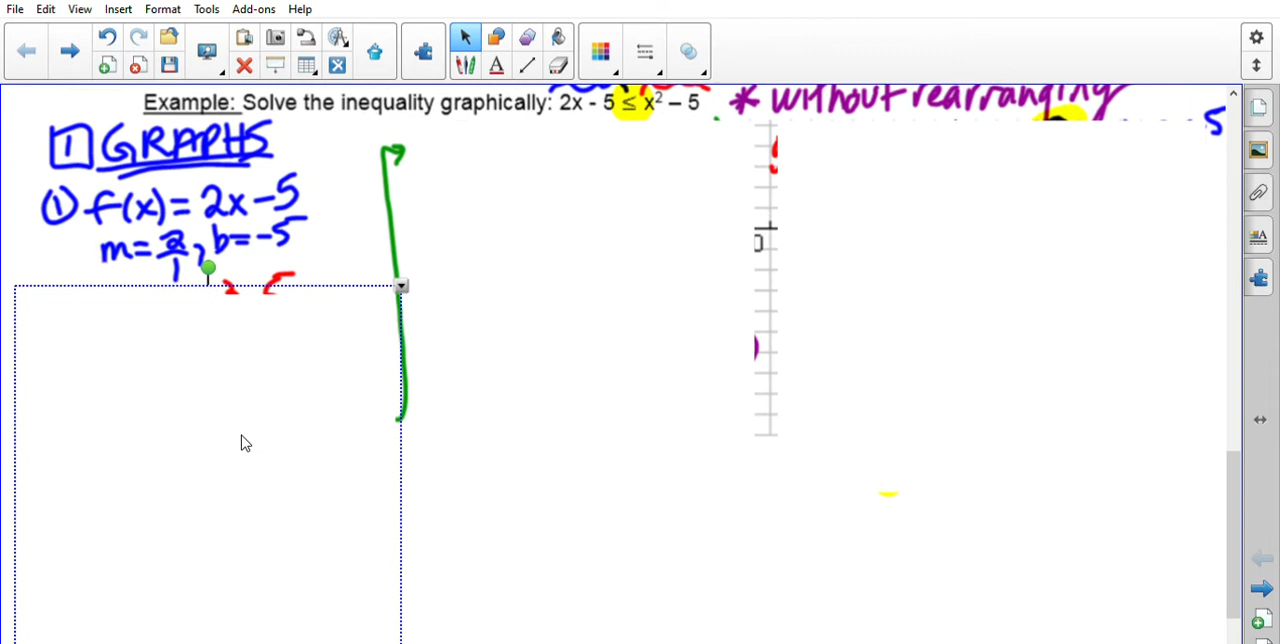 File Edit View Insert Format Tools Add-ons Help
Example: Solve the inequality graphically: 2x - 5 ≤ x² – 5 * without rearranging
5
1 GRAPHS
① f(x) = 2x - 5
m = 2/1, b = -5